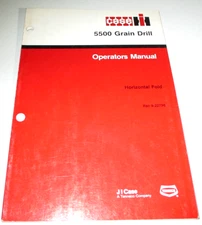 case IH
5500 Grain Drill
Operators Manual
Horizontal Fold
J I Case
A Tenneco Company